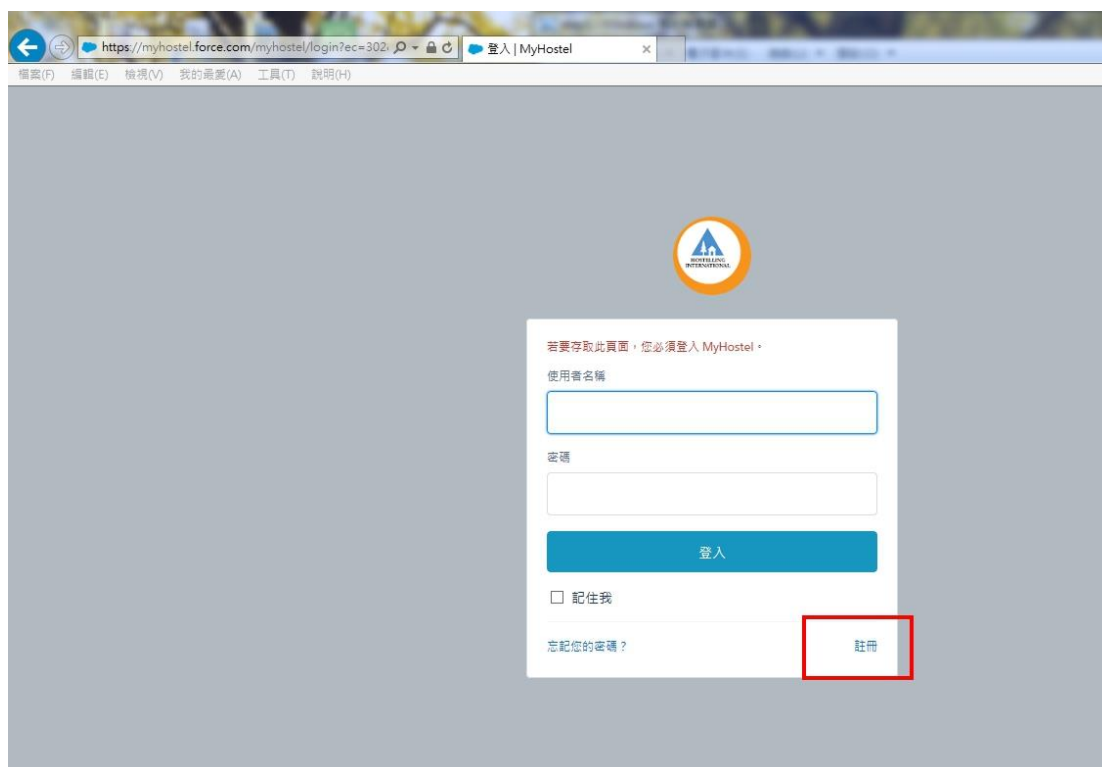 https://myhostel.force.com/myhostel/login?ec=302
登入 | MyHostel
檔案(F) 編輯(E) 檢視(V) 我的最愛(A) 工具(T) 說明(H)
HOSTELLING
INTERNATIONAL
若要存取此頁面，您必須登入 MyHostel。
使用者名稱
密碼
登入
記住我
忘記您的密碼？
註冊